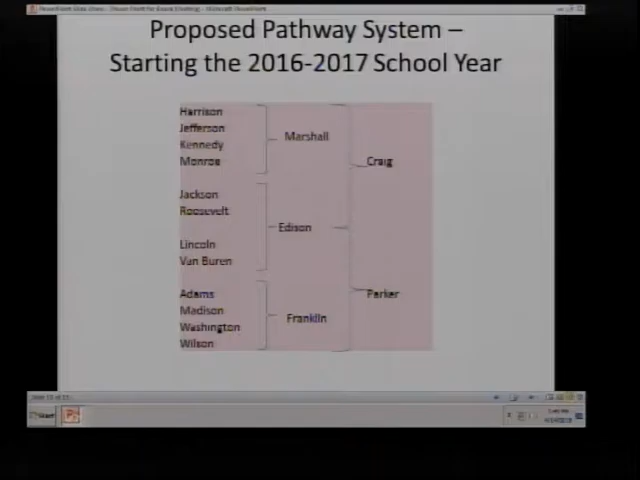 Proposed Pathway System –
Starting the 2016-2017 School Year
Harrison
Jefferson
Kennedy
Monroe
Marshall
Craig
Jackson
Roosevelt
Edison
Lincoln
Van Buren
Adams
Parker
Madison
Franklin
Washington
Wilson